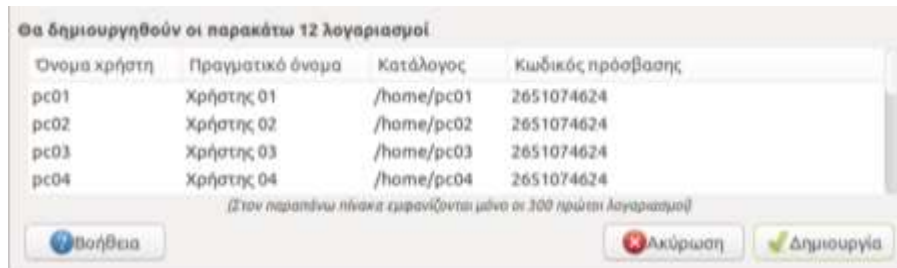 Θα δημιουργηθούν οι παρακάτω 12 λογαριασμοί
Όνομα χρήστη Πραγματικό όνομα Κατάλογος Κωδικός πρόσβασης
pc01 Χρήστης 01 /home/pc01 2651074624
pc02 Χρήστης 02 /home/pc02 2651074624
pc03 Χρήστης 03 /home/pc03 2651074624
pc04 Χρήστης 04 /home/pc04 2651074624
(Στον παραπάνω πίνακα εμφανίζονται μόνο οι 300 πρώτοι λογαριασμοί)
Βοήθεια Ακύρωση Δημιουργία